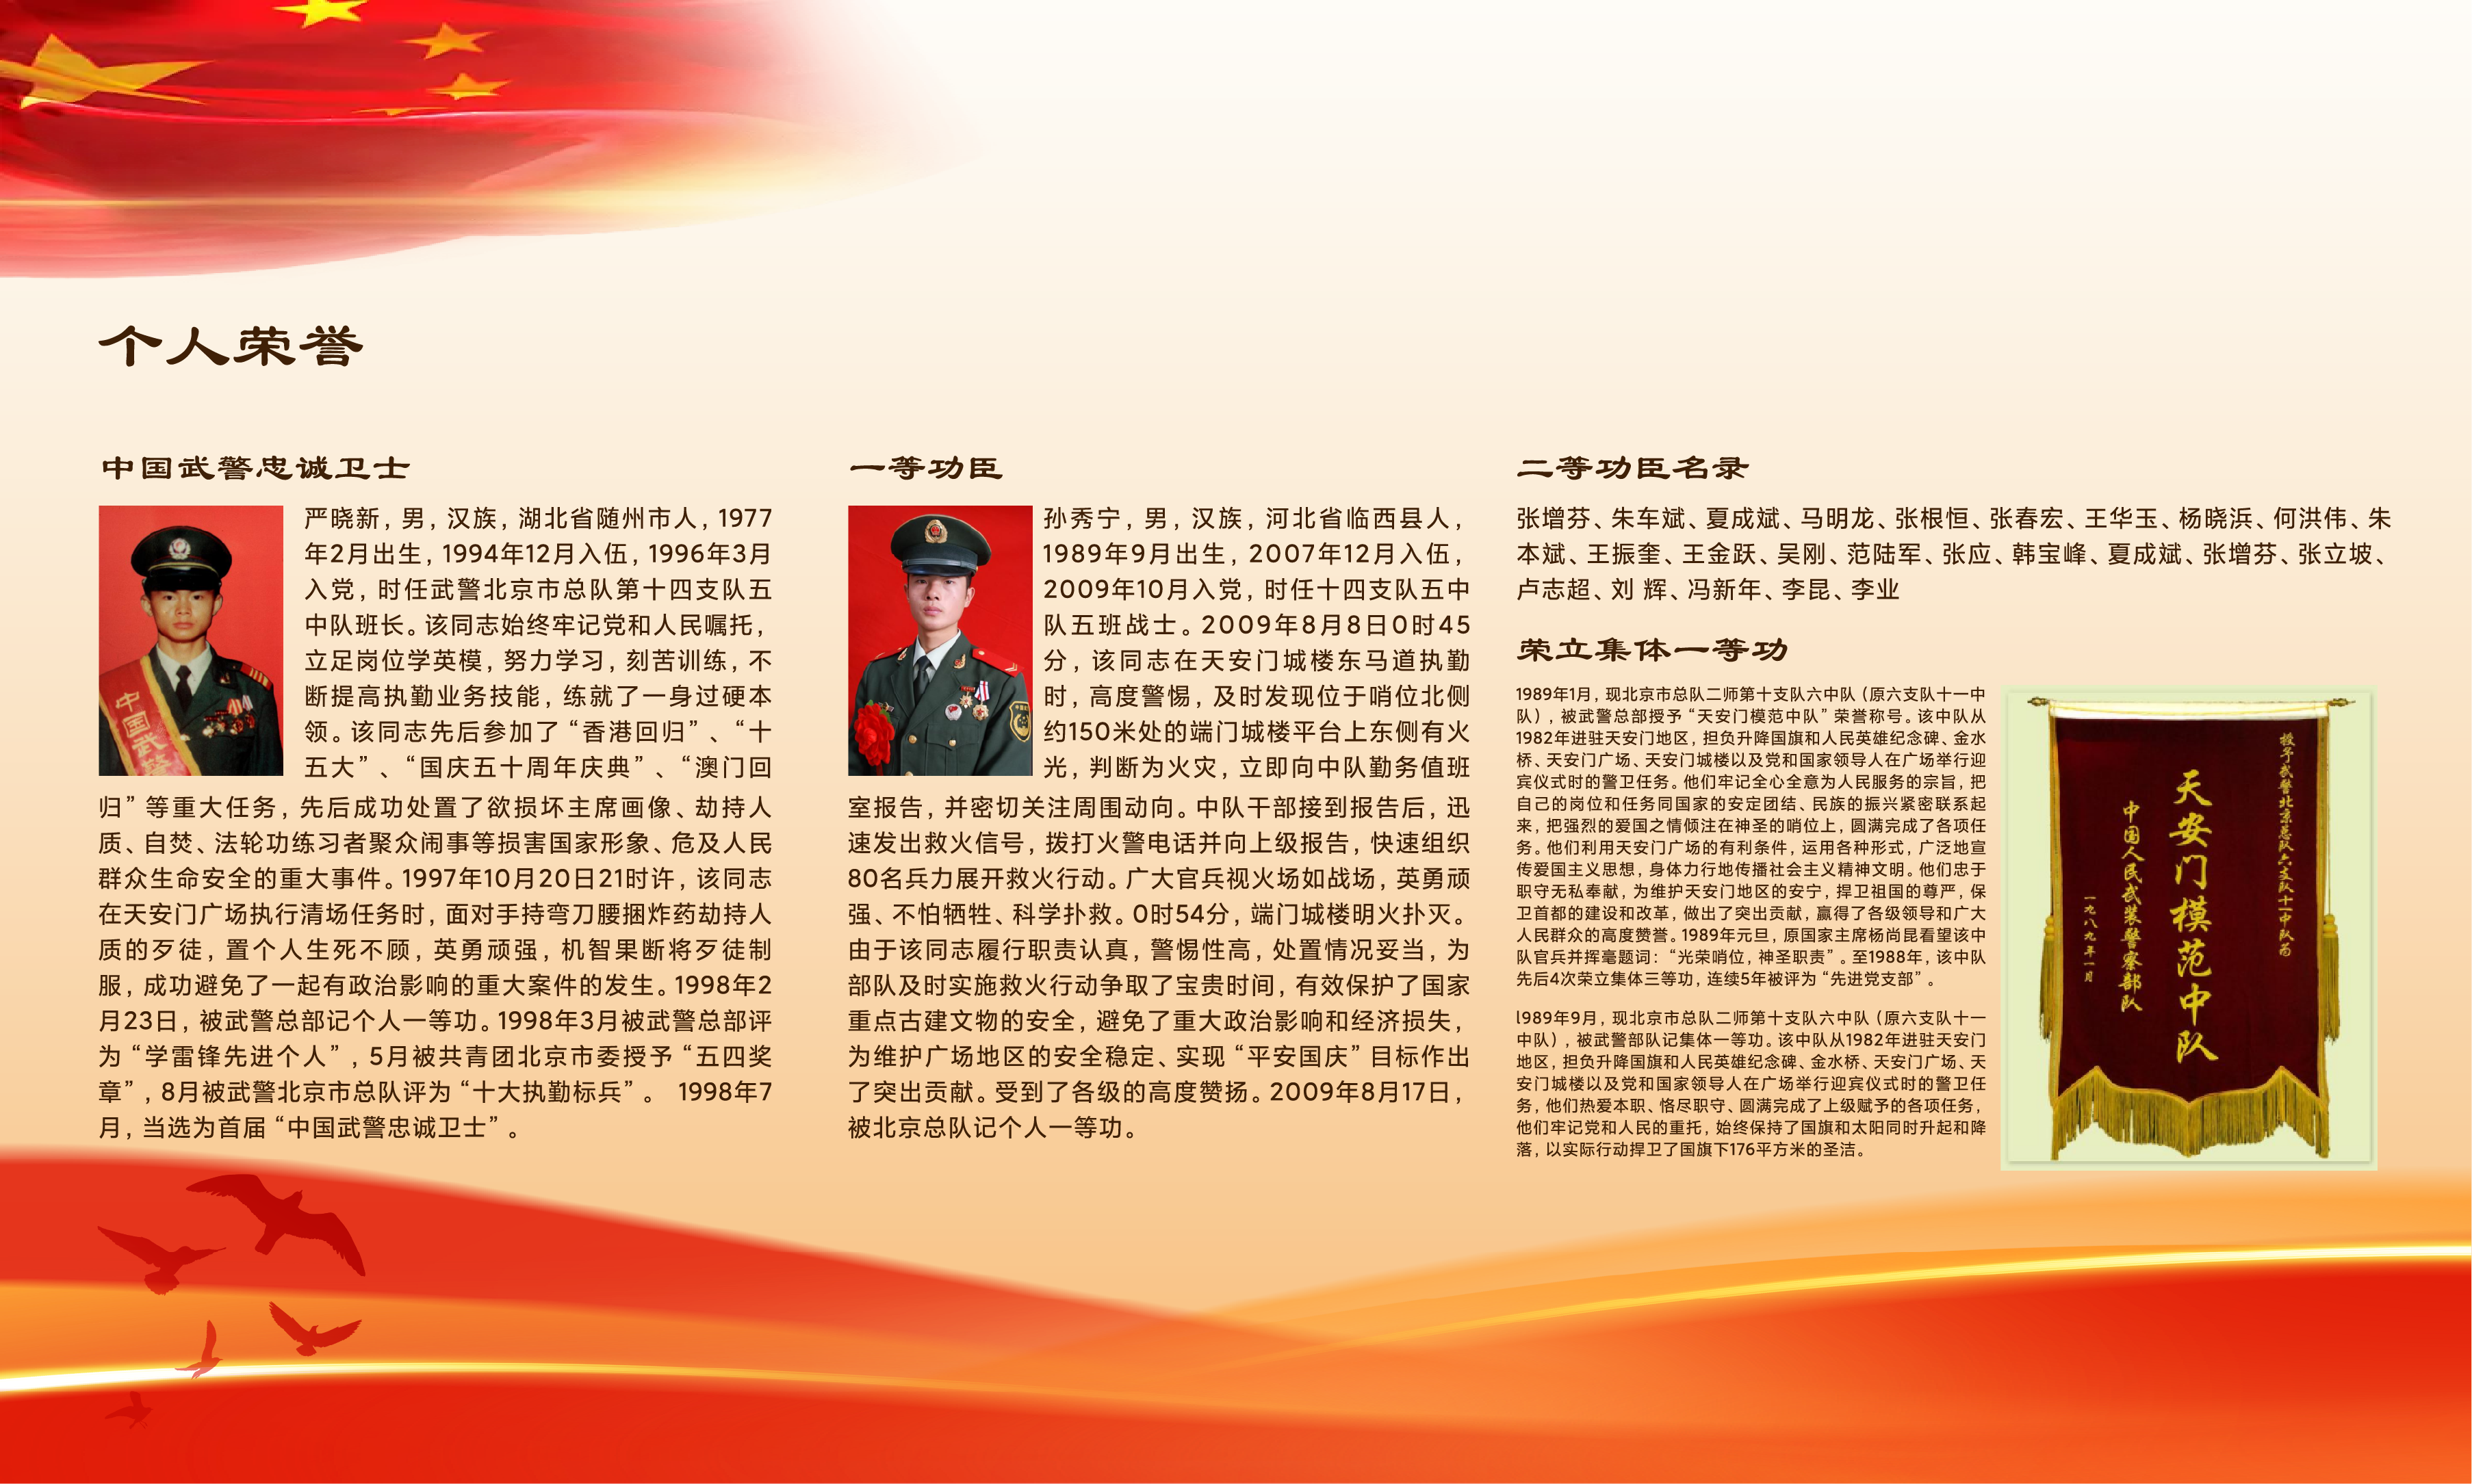 个人荣誉
中国武警忠诚卫士
严晓新，男，汉族，湖北省随州市人，1977
年2月出生，1994年12月入伍，1996年3月
入党，时任武警北京市总队第十四支队五
中队班长。该同志始终牢记党和人民嘱托，
立足岗位学英模，努力学习，刻苦训练，不
断提高执勤业务技能，练就了一身过硬本
领。该同志先后参加了“香港回归”、“十
五大”、“国庆五十周年庆典”、“澳门回
归”等重大任务，先后成功处置了欲损坏主席画像、劫持人
质、自焚、法轮功练习者聚众闹事等损害国家形象、危及人民
群众生命安全的重大事件。1997年10月20日21时许，该同志
在天安门广场执行清场任务时，面对手持弯刀腰捆炸药劫持人
质的歹徒，置个人生死不顾，英勇顽强，机智果断将歹徒制
服，成功避免了一起有政治影响的重大案件的发生。1998年2
月23日，被武警总部记个人一等功。1998年3月被武警总部评
为“学雷锋先进个人”，5月被共青团北京市委授予“五四奖
章”，8月被武警北京市总队评为“十大执勤标兵”。 1998年7
月，当选为首届“中国武警忠诚卫士”。
中国武警
一等功臣
孙秀宁，男，汉族，河北省临西县人，
1989年9月出生，2007年12月入伍，
2009年10月入党，时任十四支队五中
队五班战士。2009年8月8日0时45
分，该同志在天安门城楼东马道执勤
时，高度警惕，及时发现位于哨位北侧
约150米处的端门城楼平台上东侧有火
光，判断为火灾，立即向中队勤务值班
室报告，并密切关注周围动向。中队干部接到报告后，迅
速发出救火信号，拨打火警电话并向上级报告，快速组织
80名兵力展开救火行动。广大官兵视火场如战场，英勇顽
强、不怕牺牲、科学扑救。0时54分，端门城楼明火扑灭。
由于该同志履行职责认真，警惕性高，处置情况妥当，为
部队及时实施救火行动争取了宝贵时间，有效保护了国家
重点古建文物的安全，避免了重大政治影响和经济损失，
为维护广场地区的安全稳定、实现“平安国庆”目标作出
了突出贡献。受到了各级的高度赞扬。2009年8月17日，
被北京总队记个人一等功。
二等功臣名录
张增芬、朱车斌、夏成斌、马明龙、张根恒、张春宏、王华玉、杨晓浜、何洪伟、朱
本斌、王振奎、王金跃、吴刚、范陆军、张应、韩宝峰、夏成斌、张增芬、张立坡、
卢志超、刘 辉、冯新年、李昆、李业
荣立集体一等功
1989年1月，现北京市总队二师第十支队六中队（原六支队十一中
队），被武警总部授予“天安门模范中队”荣誉称号。该中队从
1982年进驻天安门地区，担负升降国旗和人民英雄纪念碑、金水
桥、天安门广场、天安门城楼以及党和国家领导人在广场举行迎
宾仪式时的警卫任务。他们牢记全心全意为人民服务的宗旨，把
自己的岗位和任务同国家的安定团结、民族的振兴紧密联系起
来，把强烈的爱国之情倾注在神圣的哨位上，圆满完成了各项任
务。他们利用天安门广场的有利条件，运用各种形式，广泛地宣
传爱国主义思想，身体力行地传播社会主义精神文明。他们忠于
职守无私奉献，为维护天安门地区的安宁，捍卫祖国的尊严，保
卫首都的建设和改革，做出了突出贡献，赢得了各级领导和广大
人民群众的高度赞誉。1989年元旦，原国家主席杨尚昆看望该中
队官兵并挥毫题词：“光荣哨位，神圣职责”。至1988年，该中队
先后4次荣立集体三等功，连续5年被评为“先进党支部”。
l989年9月，现北京市总队二师第十支队六中队（原六支队十一
中队），被武警部队记集体一等功。该中队从1982年进驻天安门
地区，担负升降国旗和人民英雄纪念碑、金水桥、天安门广场、天
安门城楼以及党和国家领导人在广场举行迎宾仪式时的警卫任
务，他们热爱本职、恪尽职守、圆满完成了上级赋予的各项任务，
他们牢记党和人民的重托，始终保持了国旗和太阳同时升起和降
落，以实际行动捍卫了国旗下176平方米的圣洁。
授予武警北京总队六支队十一中队为
天安门模范中队
中国人民武装警察部队
一九八九年一月